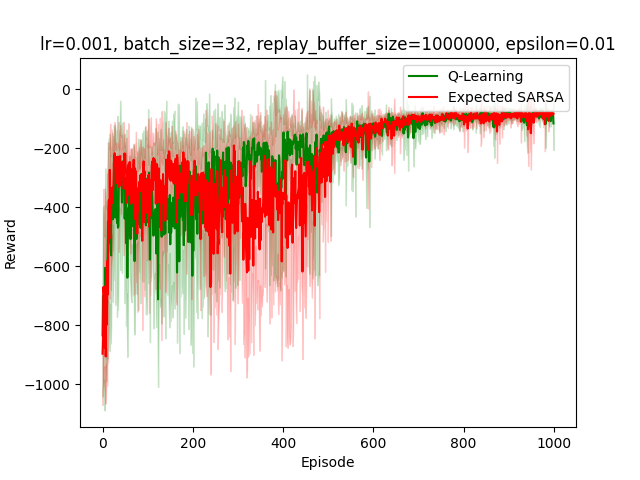 lr=0.001, batch_size=32, replay_buffer_size=1000000, epsilon=0.01
Q-Learning
Expected SARSA
0
−200
−400
−600
−800
−1000
Reward
0
200
400
600
800
1000
Episode